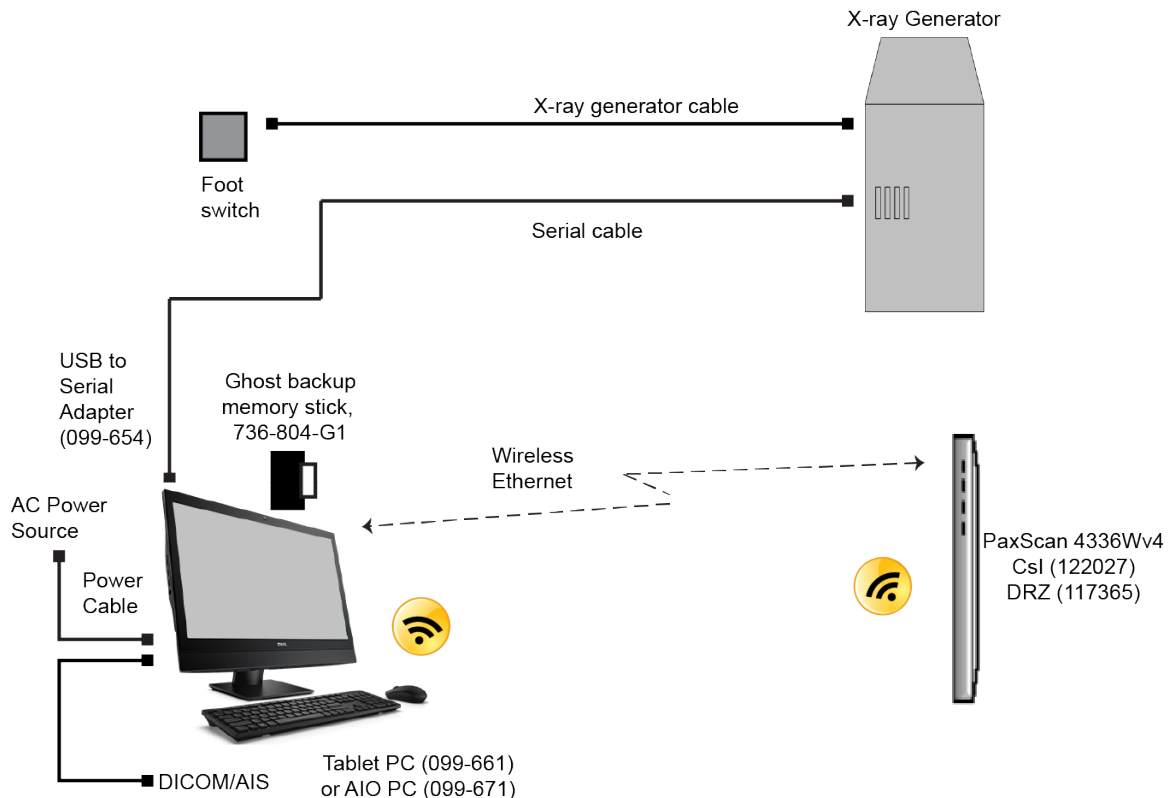 X-ray Generator
X-ray generator cable
Foot
switch
Serial cable
USB to
Serial
Adapter
(099-654)
Ghost backup
memory stick,
736-804-G1
Wireless
Ethernet
AC Power
Source
Power
Cable
PaxScan 4336Wv4
CsI (122027)
DRZ (117365)
DELL
DICOM/AIS
Tablet PC (099-661)
or AIO PC (099-671)